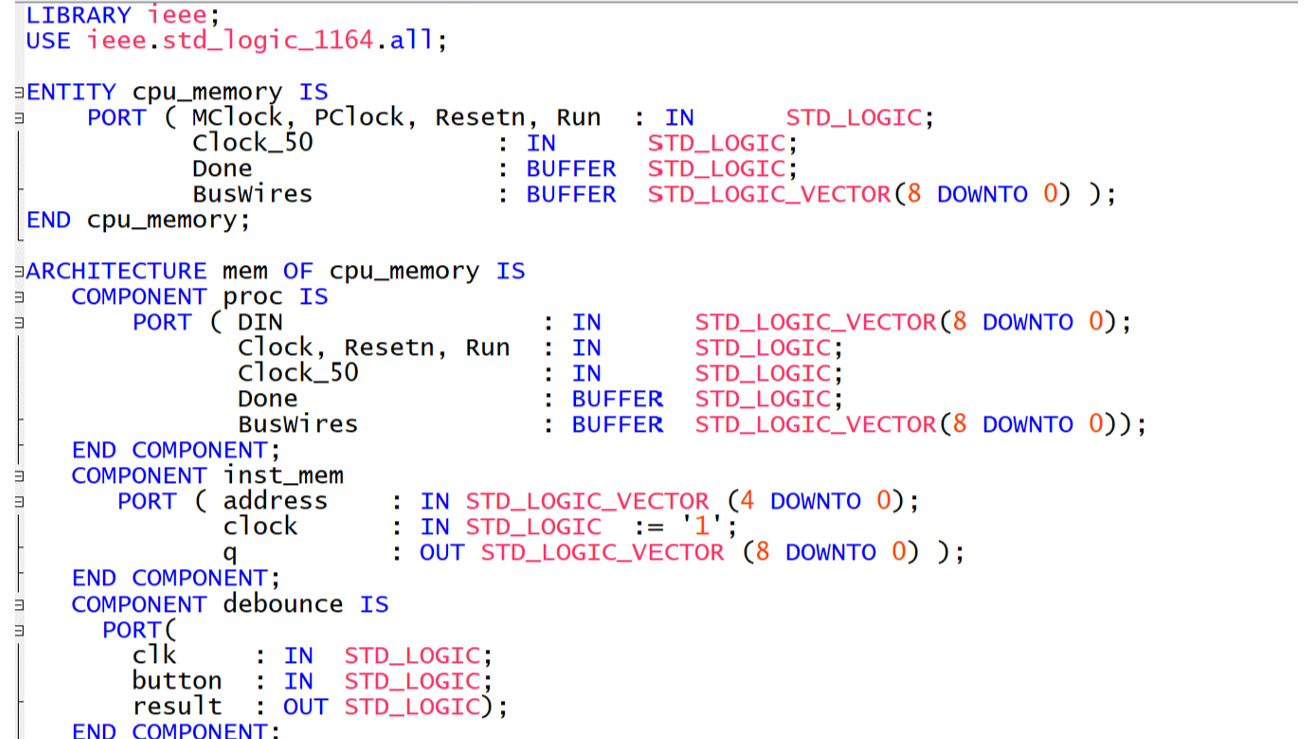 LIBRARY ieee;
USE ieee.std_logic_1164.all;
ENTITY cpu_memory IS
PORT ( MClock, PClock, Resetn, Run : IN STD_LOGIC;
Clock_50 : IN STD_LOGIC;
Done : BUFFER STD_LOGIC;
BusWires : BUFFER STD_LOGIC_VECTOR(8 DOWNTO 0) );
END cpu_memory;
ARCHITECTURE mem OF cpu_memory IS
COMPONENT proc IS
PORT ( DIN : IN STD_LOGIC_VECTOR(8 DOWNTO 0);
Clock, Resetn, Run : IN STD_LOGIC;
Clock_50 : IN STD_LOGIC;
Done : BUFFER STD_LOGIC;
BusWires : BUFFER STD_LOGIC_VECTOR(8 DOWNTO 0));
END COMPONENT;
COMPONENT inst_mem
PORT ( address : IN STD_LOGIC_VECTOR (4 DOWNTO 0);
clock : IN STD_LOGIC := '1';
q : OUT STD_LOGIC_VECTOR (8 DOWNTO 0) );
END COMPONENT;
COMPONENT debounce IS
PORT(
clk : IN STD_LOGIC;
button : IN STD_LOGIC;
result : OUT STD_LOGIC);
END COMPONENT;